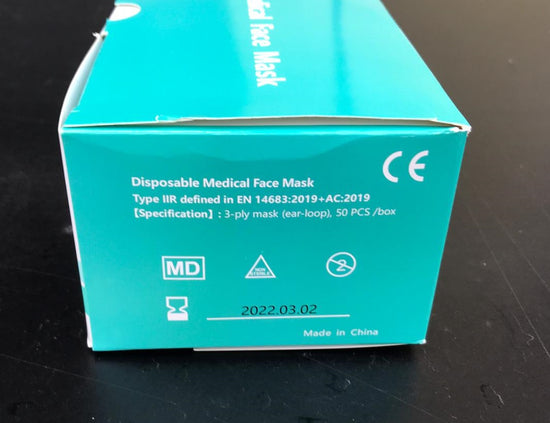 Medical Face Mask
CE
Disposable Medical Face Mask
Type IIR defined in EN 14683:2019+AC:2019
【Specification】: 3-ply mask (ear-loop), 50 PCS /box
MD
NON
STERILE
2
2022.03.02
Made in China